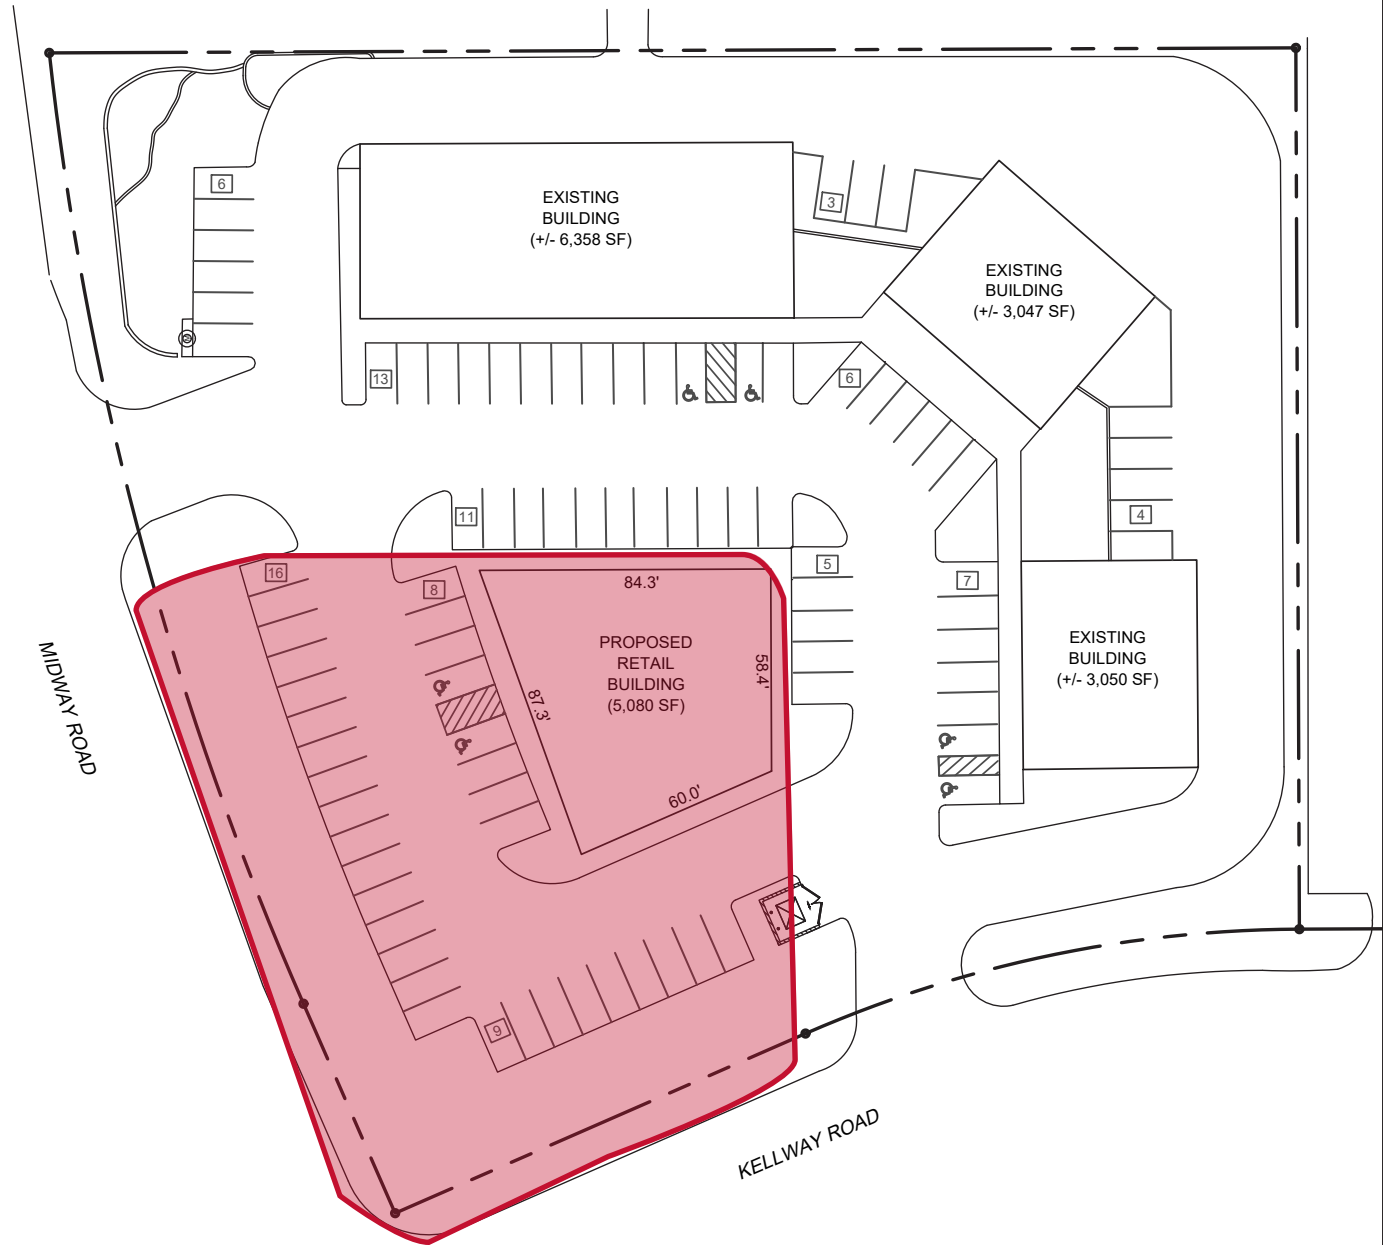 6
EXISTING
BUILDING
(+/- 6,358 SF)
3
EXISTING
BUILDING
(+/- 3,047 SF)
13
6
11
4
16
8
84.3'
5
7
PROPOSED
RETAIL
BUILDING
(5,080 SF)
58.4'
87.3'
60.0'
EXISTING
BUILDING
(+/- 3,050 SF)
MIDWAY ROAD
9
KELLWAY ROAD